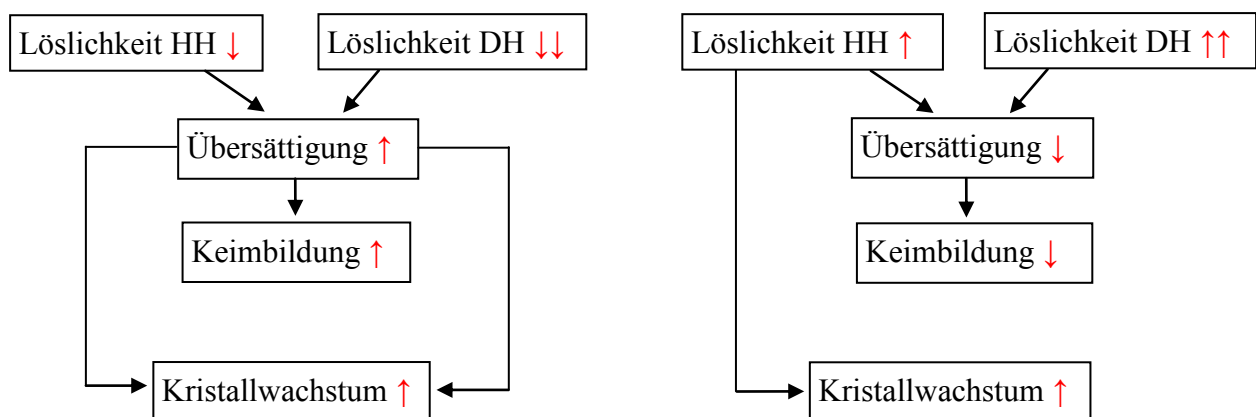 Löslichkeit HH ↓
Löslichkeit DH ↓↓
Übersättigung ↑
Keimbildung ↑
Kristallwachstum ↑
Löslichkeit HH ↑
Löslichkeit DH ↑↑
Übersättigung ↓
Keimbildung ↓
Kristallwachstum ↑